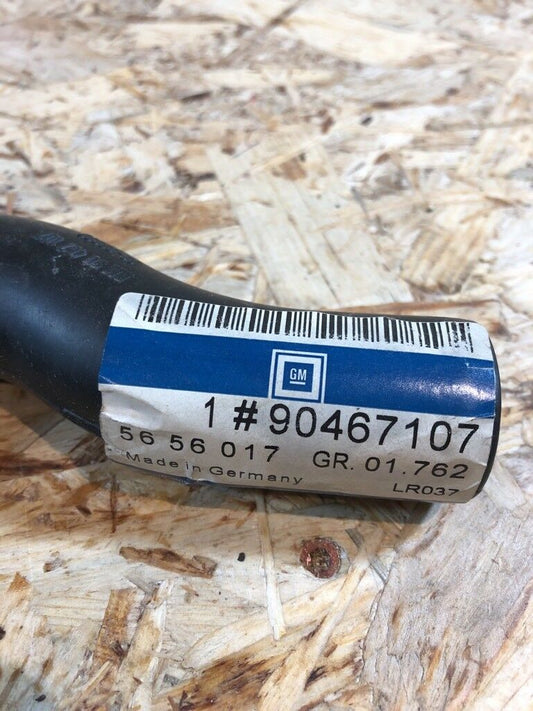 GM
1 # 90467107
56 56 017 GR. 01.762
Made in Germany
LR037